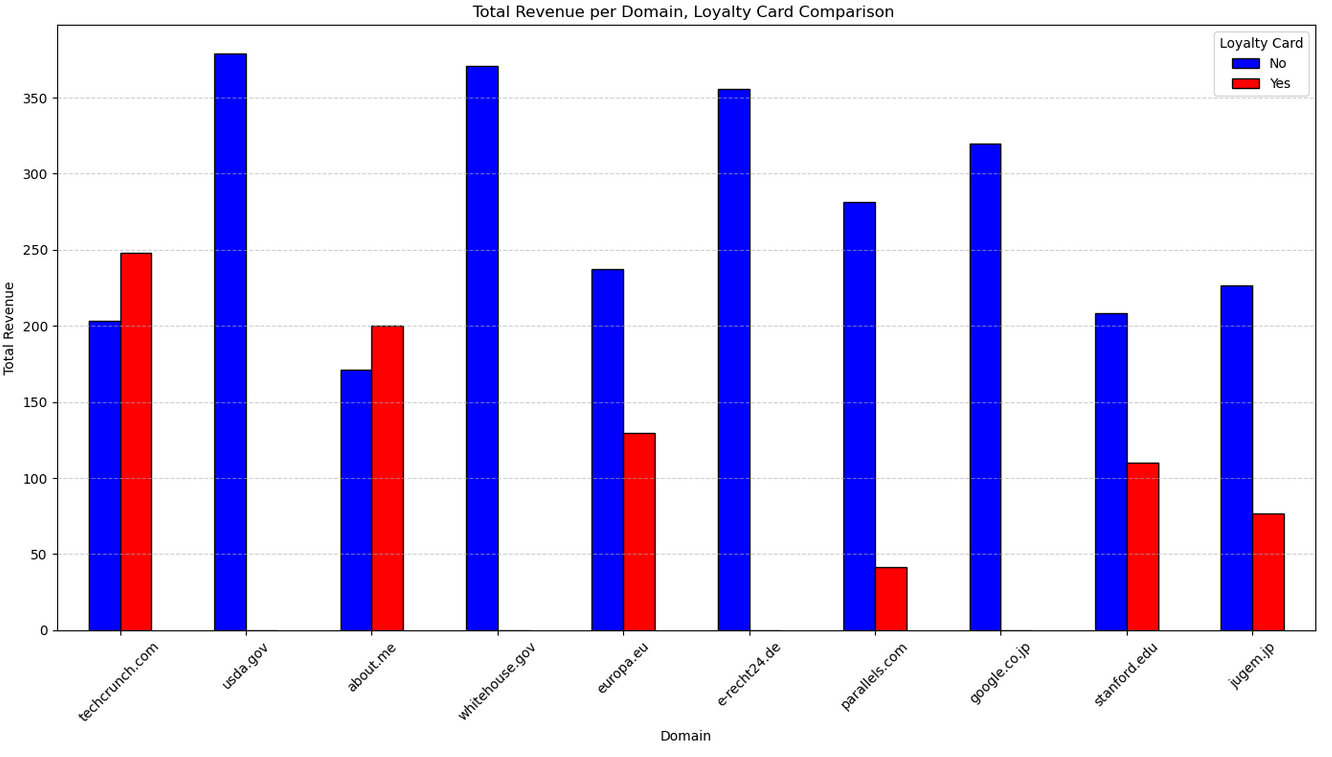 Total Revenue per Domain, Loyalty Card Comparison
Loyalty Card
No
Yes
Total Revenue
350
300
250
200
150
100
50
0
techcrunch.com
usda.gov
about.me
whitehouse.gov
europa.eu
e-recht24.de
parallels.com
google.co.jp
stanford.edu
jugem.jp
Domain